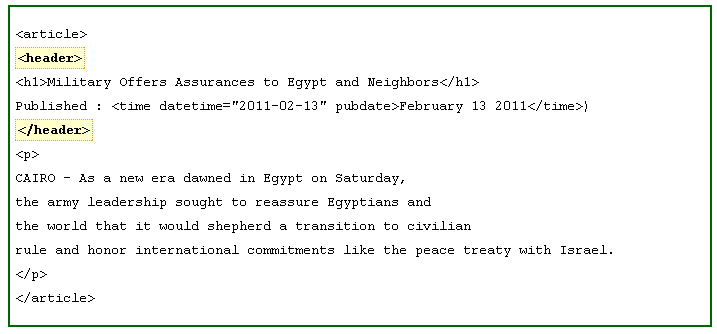 <article>
<header>
<h1>Military Offers Assurances to Egypt and Neighbors</h1>
Published : <time datetime="2011-02-13" pubdate>February 13 2011</time>)
</header>
<p>
CAIRO - As a new era dawned in Egypt on Saturday,
the army leadership sought to reassure Egyptians and
the world that it would shepherd a transition to civilian
rule and honor international commitments like the peace treaty with Israel.
</p>
</article>